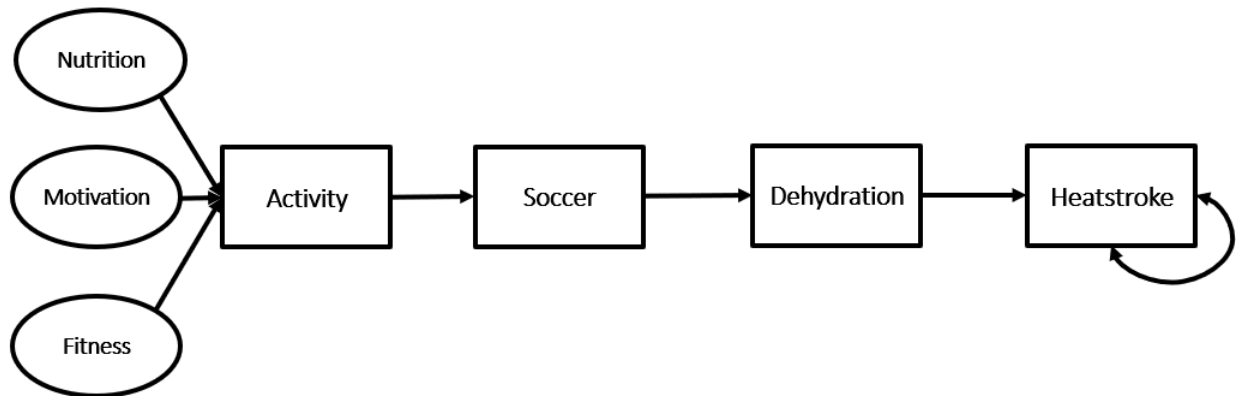 Nutrition
Motivation
Activity
Soccer
Dehydration
Heatstroke
Fitness